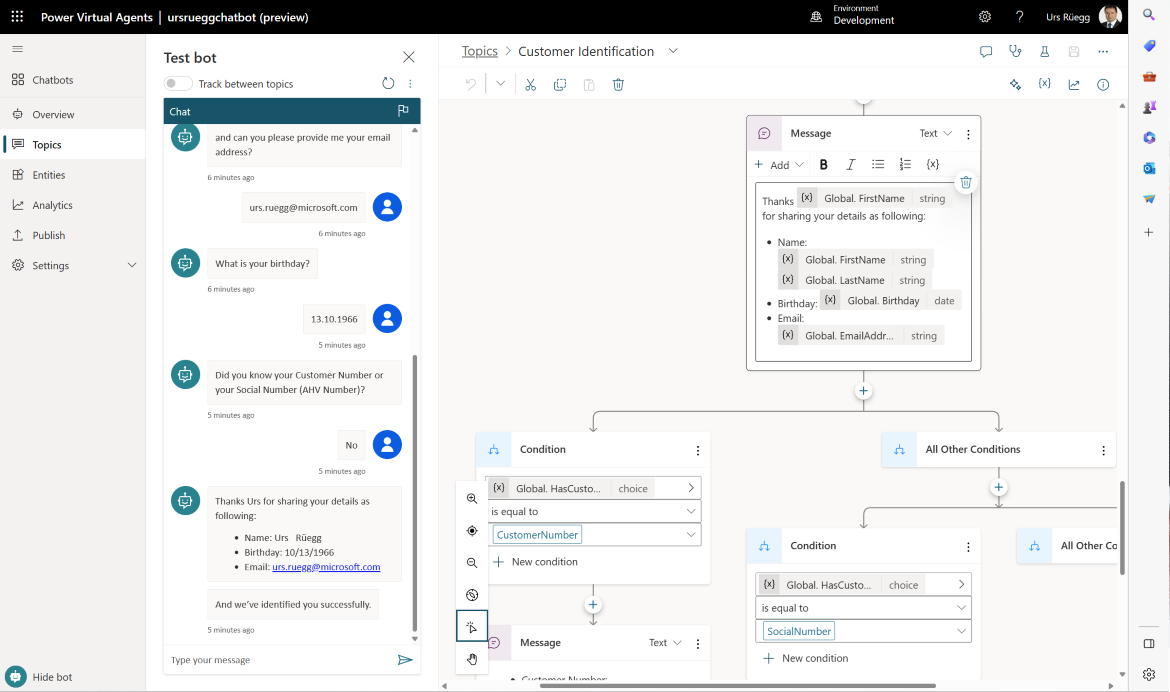 Power Virtual Agents | ursrueggchatbot (preview)
Environment
Development
Urs Rüegg
Chatbots
Overview
Topics
Entities
Analytics
Publish
Settings
Hide bot
Test bot
Track between topics
Chat
and can you please provide me your email
address?
6 minutes ago
urs.ruegg@microsoft.com
6 minutes ago
What is your birthday?
6 minutes ago
13.10.1966
5 minutes ago
Did you know your Customer Number or
your Social Number (AHV Number)?
5 minutes ago
No
5 minutes ago
Thanks Urs for sharing your details as
following:
• Name: Urs Rüegg
• Birthday: 10/13/1966
• Email: urs.ruegg@microsoft.com
And we've identified you successfully.
5 minutes ago
Type your message
Topics > Customer Identification
{x}
Message
Text
+ Add
B I {x}
Thanks {x} Global. FirstName string
for sharing your details as following:
• Name:
{x} Global. FirstName string
{x} Global. LastName string
• Birthday: {x} Global. Birthday date
• Email:
{x} Global. EmailAddr... string
Condition
{x} Global. HasCusto... choice
is equal to
CustomerNumber
+ New condition
Message
Text
• Customer Number:
All Other Conditions
Condition
{x} Global. HasCusto... choice
is equal to
SocialNumber
+ New condition
All Other Co